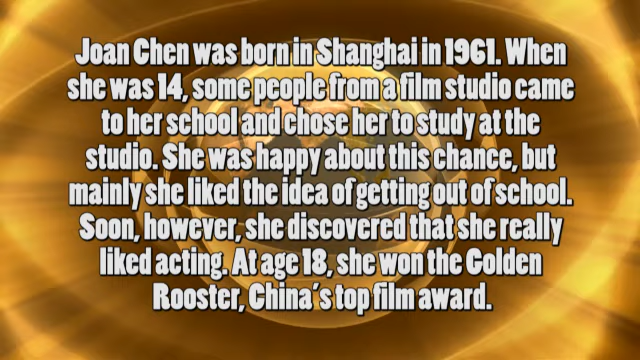 Joan Chen was born in Shanghai in 1961. When
she was 14, some people from a film studio came
to her school and chose her to study at the
studio. She was happy about this chance, but
mainly she liked the idea of getting out of school.
Soon, however, she discovered that she really
liked acting. At age 18, she won the Golden
Rooster, China's top film award.